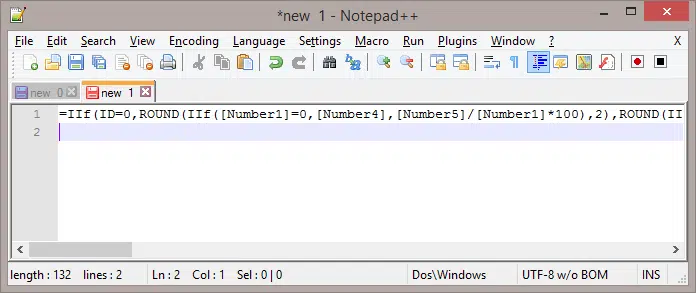 *new 1 - Notepad++
File Edit Search View Encoding Language Settings Macro Run Plugins Window ? X
new 0 new 1
1 =IIf(ID=0,ROUND(IIf([Number1]=0,[Number4],[Number5]/[Number1]*100),2),ROUND(II
2
length : 132 lines : 2 Ln : 2 Col : 1 Sel : 0 | 0 Dos\Windows UTF-8 w/o BOM INS